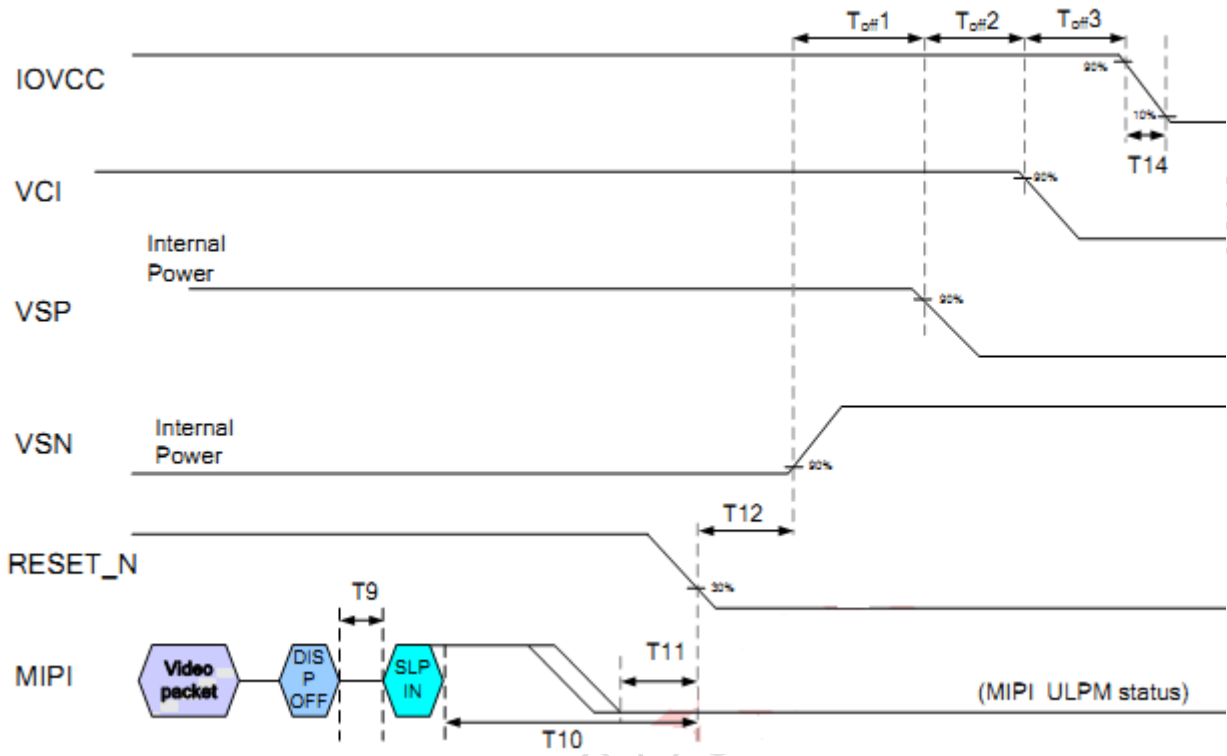 Toff1 Toff2 Toff3
IOVCC
90%
10%
T14
VCI
90%
Internal
Power
VSP
90%
VSN
Internal
Power
90%
T12
RESET_N
30%
T9
MIPI
Video
packet
DIS
P
OFF
SLP
IN
T11
(MIPI ULPM status)
T10